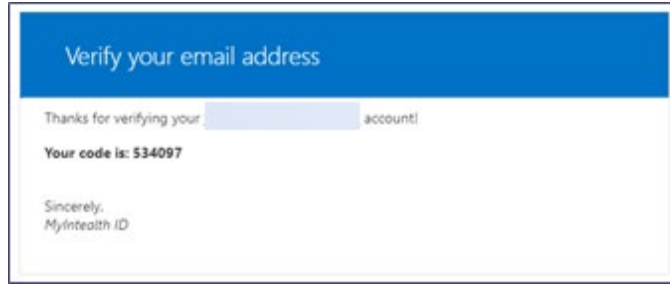 Verify your email address
Thanks for verifying your account!
Your code is: 534097
Sincerely,
MyIntealth ID